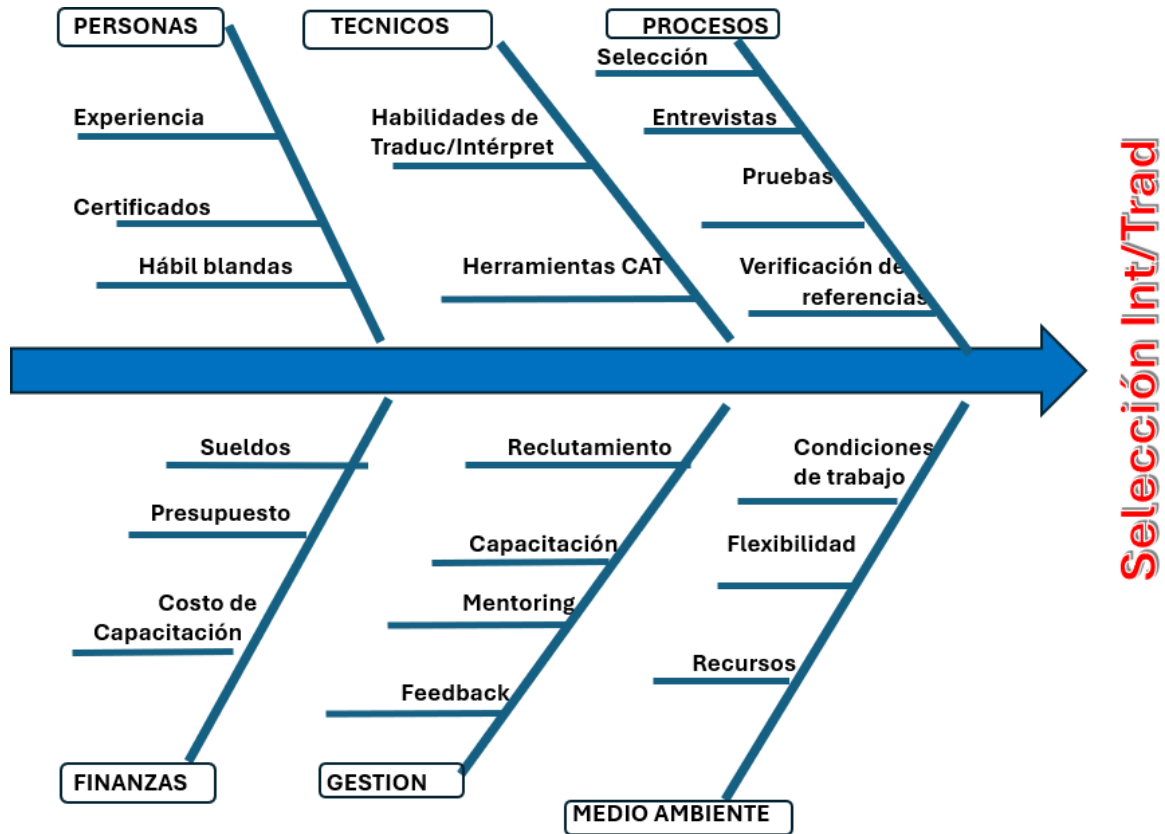 PERSONAS
Experiencia
Certificados
Hábil blandas
TECNICOS
Habilidades de
Traduc/Intérpret
Herramientas CAT
PROCESOS
Selección
Entrevistas
Pruebas
Verificación de
referencias
Selección Int/Trad
Sueldos
Presupuesto
Costo de
Capacitación
FINANZAS
Reclutamiento
Capacitación
Mentoring
Feedback
GESTION
Condiciones
de trabajo
Flexibilidad
Recursos
MEDIO AMBIENTE